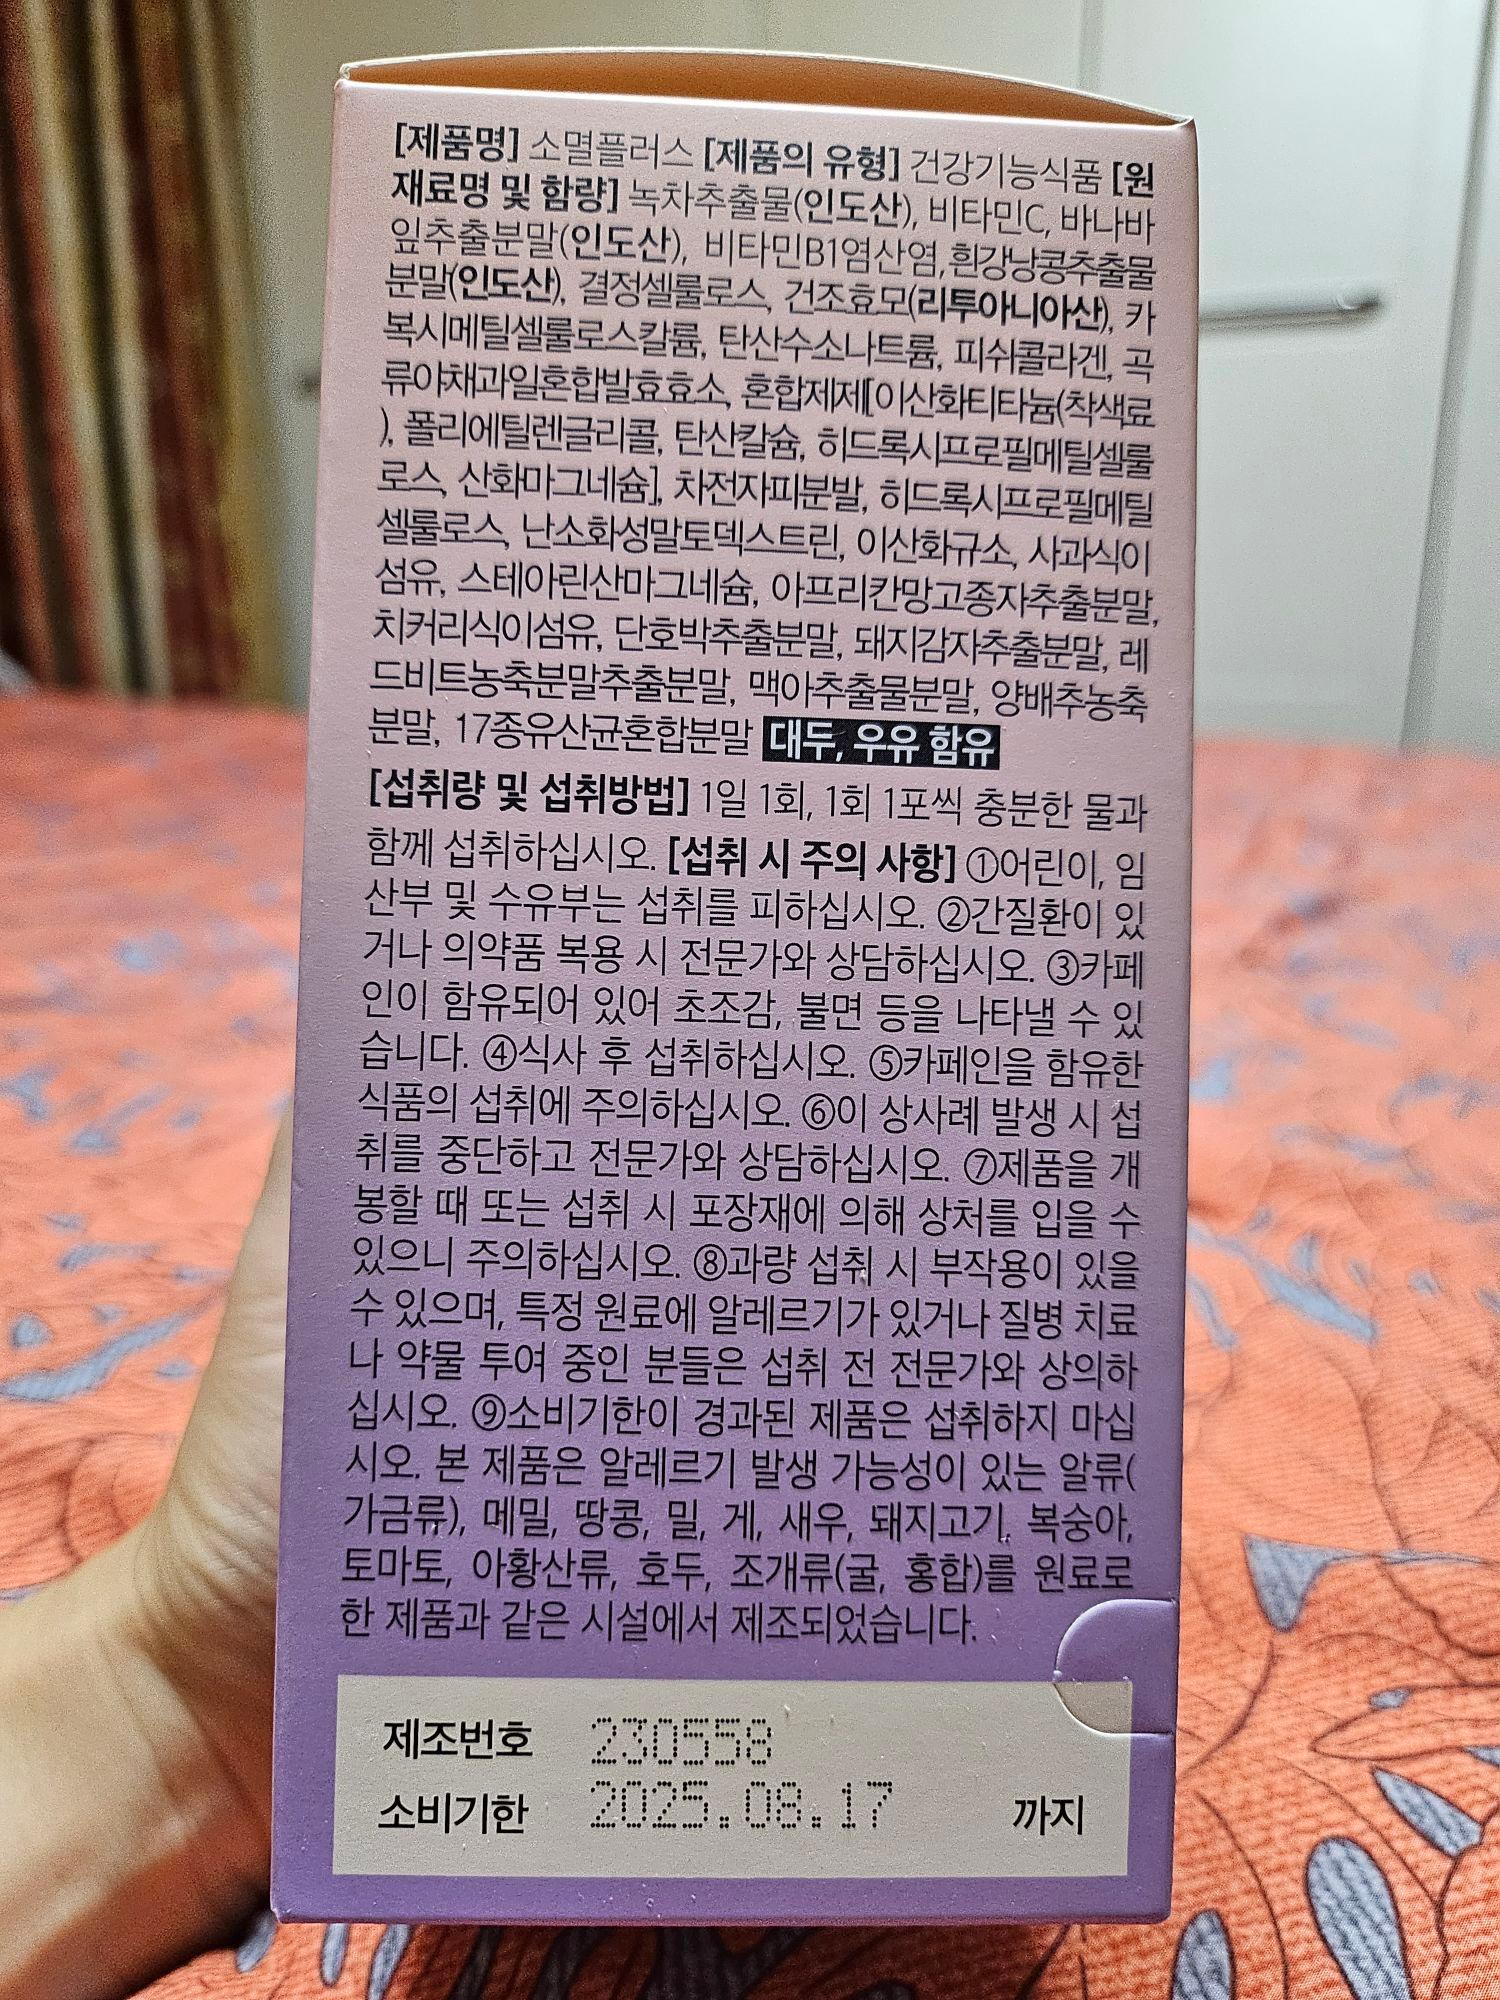 [제품명] 소멸플러스 [제품의 유형] 건강기능식품 [원
재료명 및 함량] 녹차추출물(인도산), 비타민C, 바나바
잎추출분말(인도산), 비타민B1염산염,흰강낭콩추출물
분말(인도산), 결정셀룰로스, 건조효모(리투아니아산), 카
복시메틸셀룰로스칼륨, 탄산수소나트륨, 피쉬콜라겐, 곡
류야채과일혼합발효효소, 혼합제제[이산화티타늄(착색료
), 폴리에틸렌글리콜, 탄산칼슘, 히드록시프로필메틸셀룰
로스, 산화마그네슘], 차전자피분발, 히드록시프로필메틸
셀룰로스, 난소화성말토덱스트린, 이산화규소, 사과식이
섬유, 스테아린산마그네슘, 아프리칸망고종자추출분말,
치커리식이섬유, 단호박추출분말, 돼지감자추출분말, 레
드비트농축분말추출분말, 맥아추출물분말, 양배추농축
분말, 17종유산균혼합분말 대두, 우유 함유
[섭취량 및 섭취방법] 1일 1회, 1회 1포씩 충분한 물과
함께 섭취하십시오. [섭취 시 주의 사항] ①어린이, 임
산부 및 수유부는 섭취를 피하십시오. ②간질환이 있
거나 의약품 복용 시 전문가와 상담하십시오. ③카페
인이 함유되어 있어 초조감, 불면 등을 나타낼 수 있
습니다. ④식사 후 섭취하십시오. ⑤카페인을 함유한
식품의 섭취에 주의하십시오. ⑥이 상사례 발생 시 섭
취를 중단하고 전문가와 상담하십시오. ⑦제품을 개
봉할 때 또는 섭취 시 포장재에 의해 상처를 입을 수
있으니 주의하십시오. ⑧과량 섭취 시 부작용이 있을
수 있으며, 특정 원료에 알레르기가 있거나 질병 치료
나 약물 투여 중인 분들은 섭취 전 전문가와 상의하
십시오. ⑨소비기한이 경과된 제품은 섭취하지 마십
시오. 본 제품은 알레르기 발생 가능성이 있는 알류(
가금류), 메밀, 땅콩, 밀, 게, 새우, 돼지고기, 복숭아,
토마토, 아황산류, 호두, 조개류(굴, 홍합)를 원료로
한 제품과 같은 시설에서 제조되었습니다.
제조번호 230558
소비기한 2025.08.17 까지